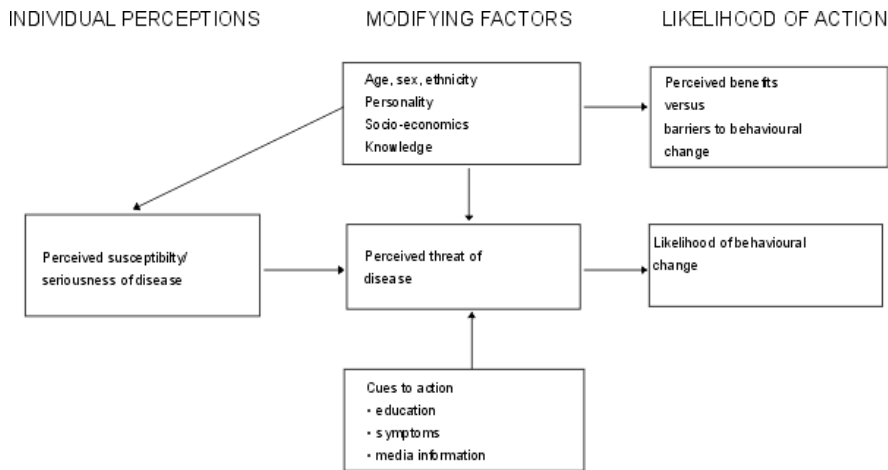 INDIVIDUAL PERCEPTIONS
MODIFYING FACTORS
LIKELIHOOD OF ACTION
Age, sex, ethnicity
Personality
Socio-economics
Knowledge
Perceived benefits
versus
barriers to behavioural
change
Perceived susceptibilty/
seriousness of disease
Perceived threat of
disease
Likelihood of behavioural
change
Cues to action
• education
• symptoms
• media information